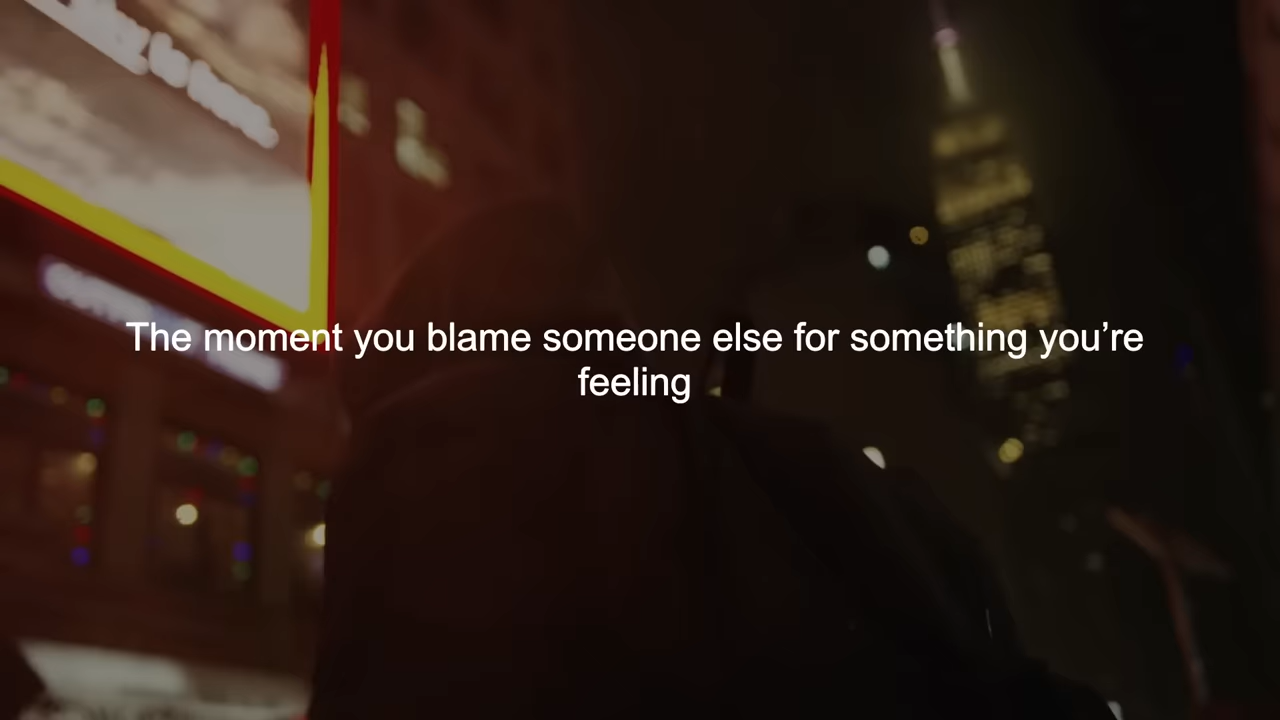 The moment you blame someone else for something you’re
feeling